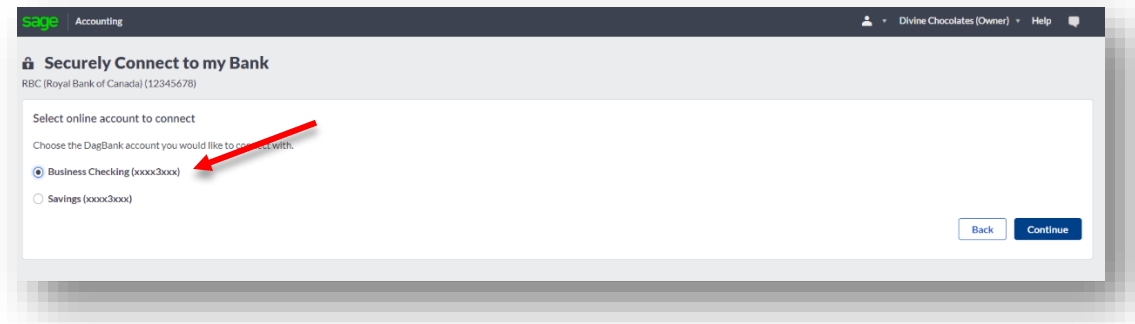 sage Accounting Divine Chocolates (Owner) Help
Securely Connect to my Bank
RBC (Royal Bank of Canada) (12345678)
Select online account to connect
Choose the DagBank account you would like to connect with.
Business Checking (xxxx3xxx)
Savings (xxxx3xxx)
Back Continue